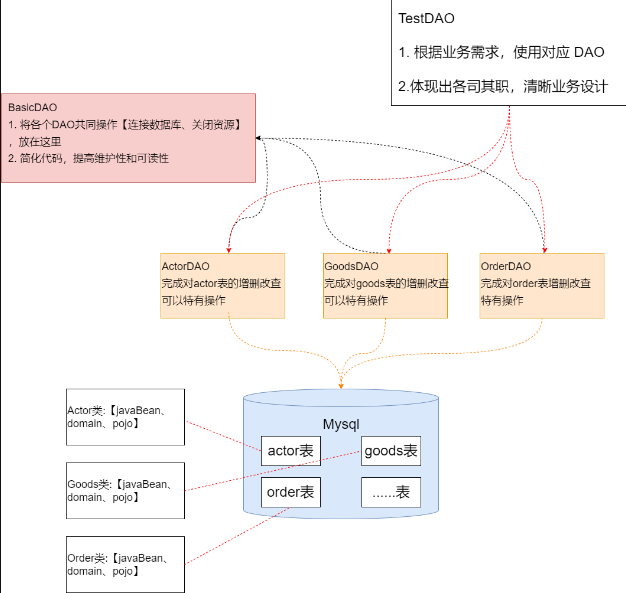 TestDAO
1. 根据业务需求，使用对应 DAO
2.体现出各司其职，清晰业务设计
BasicDAO
1. 将各个DAO共同操作【连接数据库、关闭资源】
，放在这里
2. 简化代码，提高维护性和可读性
ActorDAO
完成对actor表的增删改查
可以特有操作
GoodsDAO
完成对goods表的增删改查
可以特有操作
OrderDAO
完成对order表增删改查
特有操作
Actor类:【javaBean、
domain、pojo】
Goods类:【javaBean、
domain、pojo】
Order类:【javaBean、
domain、pojo】
Mysql
actor表
goods表
order表
......表